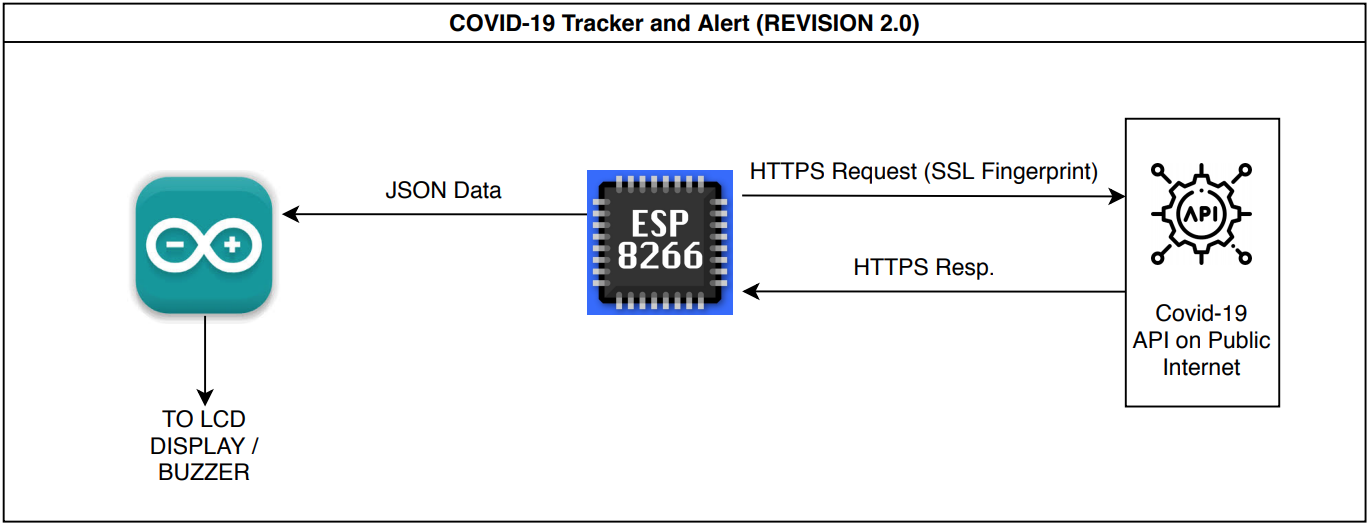 COVID-19 Tracker and Alert (REVISION 2.0)
JSON Data
ESP
8266
HTTPS Request (SSL Fingerprint)
HTTPS Resp.
API
Covid-19
API on Public
Internet
TO LCD
DISPLAY /
BUZZER